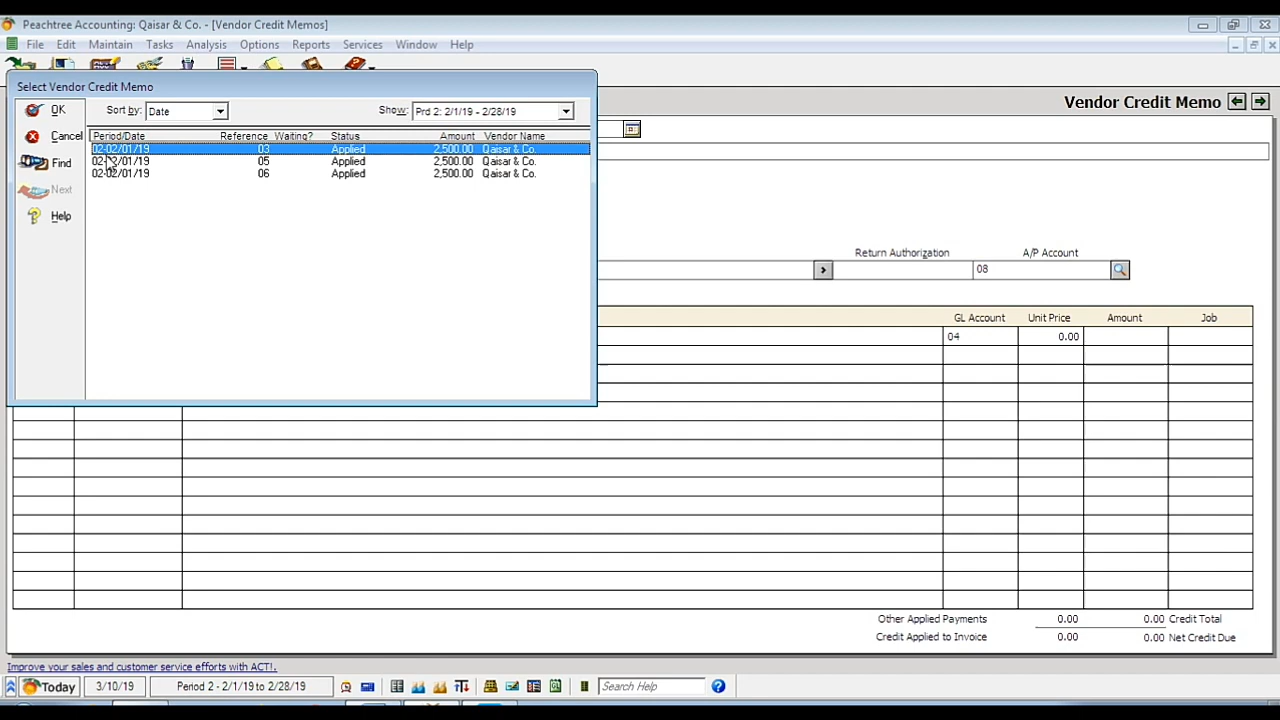 Peachtree Accounting: Qaisar & Co. - [Vendor Credit Memos]
File Edit Maintain Tasks Analysis Options Reports Services Window Help
Select Vendor Credit Memo
OK Sort by: Date Show: Prd 2: 2/1/19 - 2/28/19
Cancel
Find
Next
Help
Period/Date Reference Waiting? Status Amount Vendor Name
02-02/01/19 03 Applied 2,500.00 Qaisar & Co.
02-02/01/19 05 Applied 2,500.00 Qaisar & Co.
02-02/01/19 06 Applied 2,500.00 Qaisar & Co.
Vendor Credit Memo
Return Authorization A/P Account
08
GL Account Unit Price Amount Job
04 0.00
Other Applied Payments 0.00 0.00 Credit Total
Credit Applied to Invoice 0.00 0.00 Net Credit Due
Improve your sales and customer service efforts with ACT!.
Today 3/10/19 Period 2 - 2/1/19 to 2/28/19 Search Help